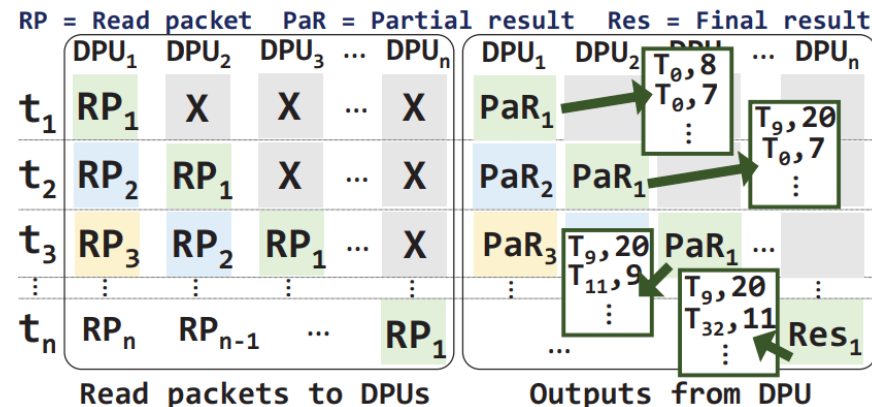 RP = Read packet PaR = Partial result Res = Final result
DPU1 DPU2 DPU3 … DPUn DPU1 DPU2 … DPUn
T0,8
T0,7
⋮
t1 RP1 X X … X PaR1
T9,20
T0,7
⋮
t2 RP2 RP1 X … X PaR2 PaR1
t3 RP3 RP2 RP1 … X PaR3 PaR1 …
T9,20
T11,9
⋮
T9,20
T32,11
⋮
⋮ ⋮ ⋮ ⋮ ⋮ ⋮ ⋮
tn RPn RPn-1 … RP1 … Res1
Read packets to DPUs Outputs from DPU